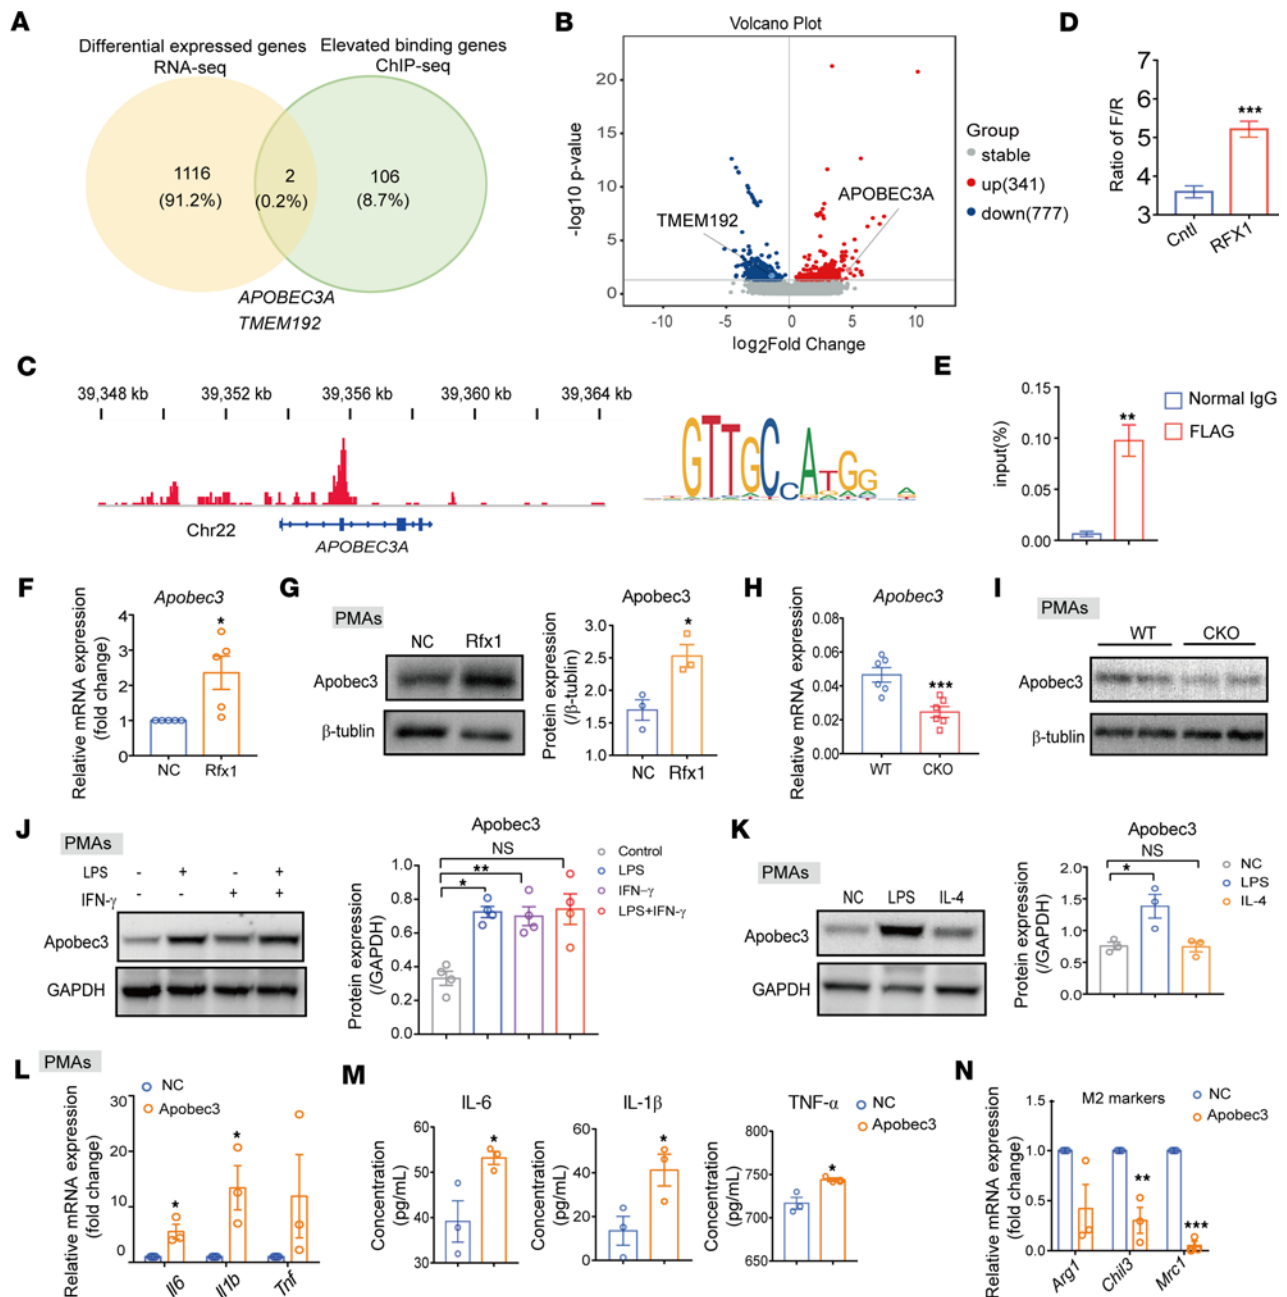 A
Differential expressed genes
RNA-seq
Elevated binding genes
ChIP-seq
1116
(91.2%)
2
(0.2%)
106
(8.7%)
APOBEC3A
TMEM192
B
Volcano Plot
-log10 p-value
20
15
10
5
0
-10
-5
0
5
10
log2Fold Change
TMEM192
APOBEC3A
Group
stable
up(341)
down(777)
D
Ratio of F/R
7
6
5
4
3
***
Cntl
RFX1
C
39,348 kb
39,352 kb
39,356 kb
39,360 kb
39,364 kb
Chr22
APOBEC3A
GTTGCCATGG A
E
input(%)
0.15
0.10
0.05
0.00
**
Normal IgG
FLAG
F
Apobec3
Relative mRNA expression
(fold change)
4
3
2
1
0
*
NC
Rfx1
G
PMAs
NC
Rfx1
Apobec3
β-tublin
Apobec3
Protein expression
(/β-tublin)
3.0
2.5
2.0
1.5
1.0
*
NC
Rfx1
H
Apobec3
Relative mRNA expression
0.08
0.06
0.04
0.02
0.00
***
WT
CKO
I
PMAs
WT
CKO
Apobec3
β-tublin
J
PMAs
LPS - + - +
IFN-γ - - + +
Apobec3
GAPDH
Apobec3
Protein expression
(/GAPDH)
1.0
0.8
0.6
0.4
0.2
0.0
NS
**
*
Control
LPS
IFN-γ
LPS+IFN-γ
K
PMAs
NC
LPS
IL-4
Apobec3
GAPDH
Apobec3
Protein expression
(/GAPDH)
2.0
1.5
1.0
0.5
0.0
NS
*
NC
LPS
IL-4
L
PMAs
NC
Apobec3
Relative mRNA expression
(fold change)
30
20
10
0
*
*
Il6
Il1b
Tnf
M
IL-6
Concentration
(pg/mL)
60
50
40
30
*
IL-1β
Concentration
(pg/mL)
60
40
20
0
*
TNF-α
Concentration
(pg/mL)
800
750
700
650
*
NC
Apobec3
N
M2 markers
NC
Apobec3
Relative mRNA expression
(fold change)
1.5
1.0
0.5
0.0
**
***
Arg1
Chil3
Mrc1